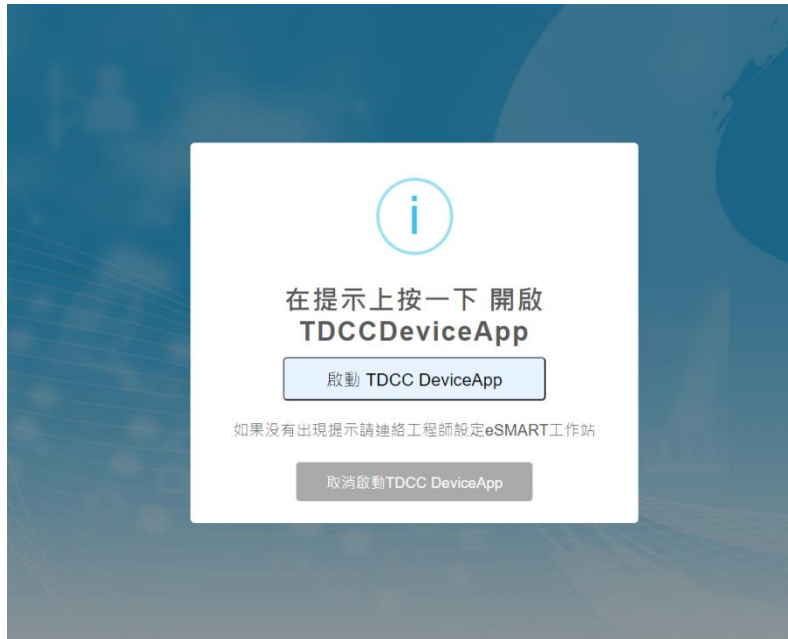 i
在提示上按一下 開啟
TDCCDeviceApp
啟動 TDCC DeviceApp
如果没有出現提示請連絡工程師設定eSMART工作站
取消啟動TDCC DeviceApp